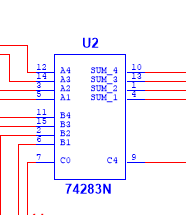 U2
12 A4 SUM_4 10
14 A3 SUM_3 13
3 A2 SUM_2 1
5 A1 SUM_1 4
11 B4
15 B3
2 B2
6 B1
7 C0 C4 9
74283N